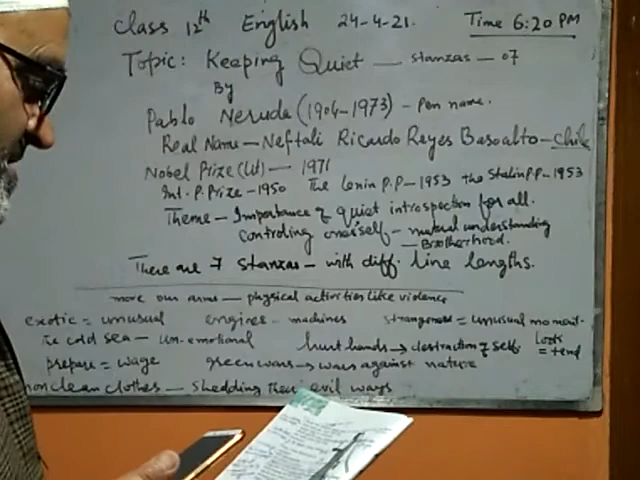 Class 12th English 24-4-21. Time 6:20 PM
Topic: Keeping Quiet — stanzas — 07
By
Pablo Neruda (1904-1973) - Pen name.
Real Name — Neftali Ricardo Reyes Basoalto - Chile
Nobel Prize (Lit) — 1971
Int. P. Prize - 1950 The Lenin P.P - 1953 the Stalin P.P - 1953
Theme - Importance of quiet introspection for all.
Controling oneself - mutual understanding
— Brotherhood.
There are 7 stanzas - with diff. line lengths.
move our arms — physical activities like violence
exotic = unusual engines - machines strangeness = unusual moment.
The cold sea - un-emotional hurt hands → destraction of self look = tend
prepare = wage green wars → wars against nature
clean clothes — Shedding their evil ways